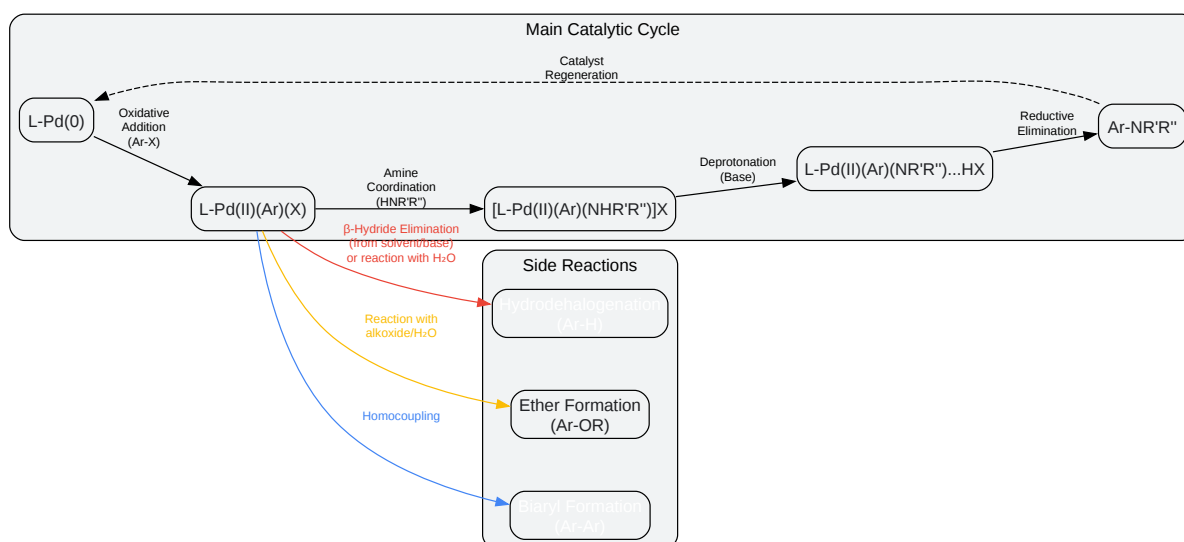 Main Catalytic Cycle
Catalyst
Regeneration
L-Pd(0)
Oxidative
Addition
(Ar-X)
L-Pd(II)(Ar)(X)
Amine
Coordination
(HNR'R'')
[L-Pd(II)(Ar)(NHR'R'')]X
Deprotonation
(Base)
L-Pd(II)(Ar)(NR'R'')...HX
Reductive
Elimination
Ar-NR'R''
β-Hydride Elimination
(from solvent/base)
or reaction with H₂O
Side Reactions
Hydrodehalogenation
(Ar-H)
Reaction with
alkoxide/H₂O
Ether Formation
(Ar-OR)
Homocoupling
Biaryl Formation
(Ar-Ar)